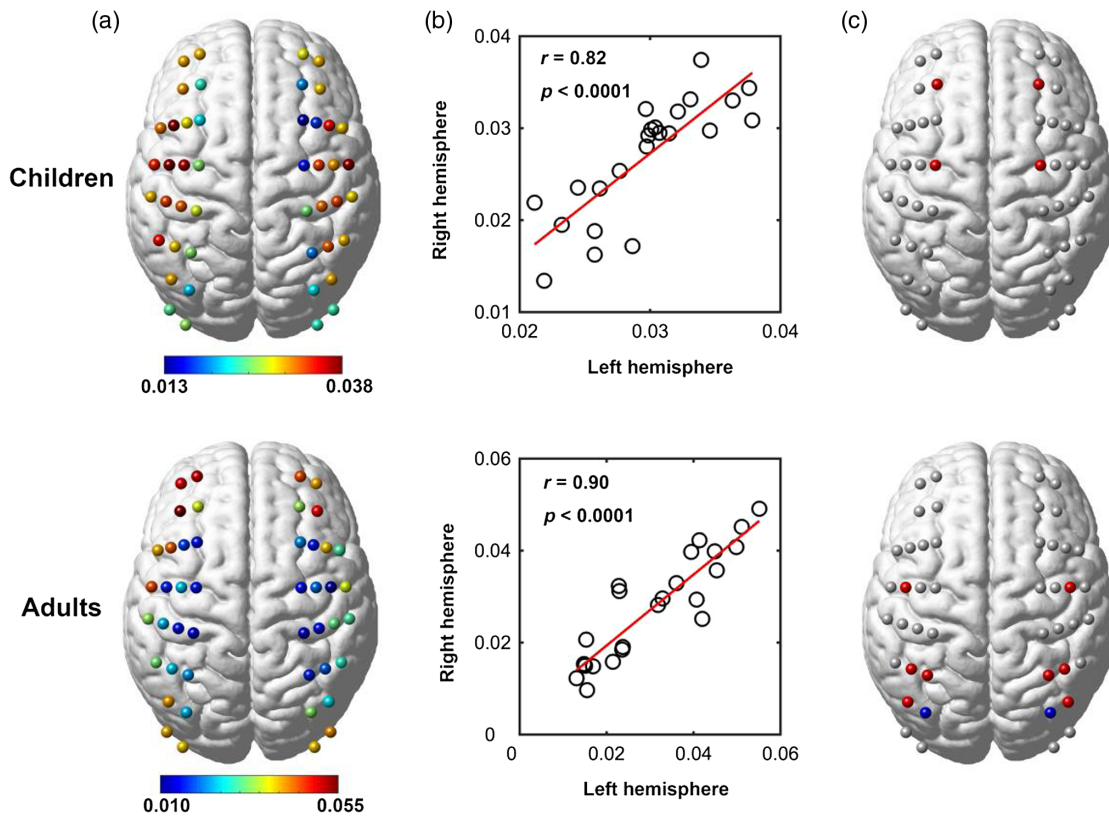 (a)
(b)
(c)
Children
0.013
0.038
0.04
0.03
0.02
0.01
Right hemisphere
r = 0.82
p < 0.0001
0.02
0.03
0.04
Left hemisphere
Adults
0.010
0.055
0.06
0.04
0.02
0
Right hemisphere
r = 0.90
p < 0.0001
0
0.02
0.04
0.06
Left hemisphere